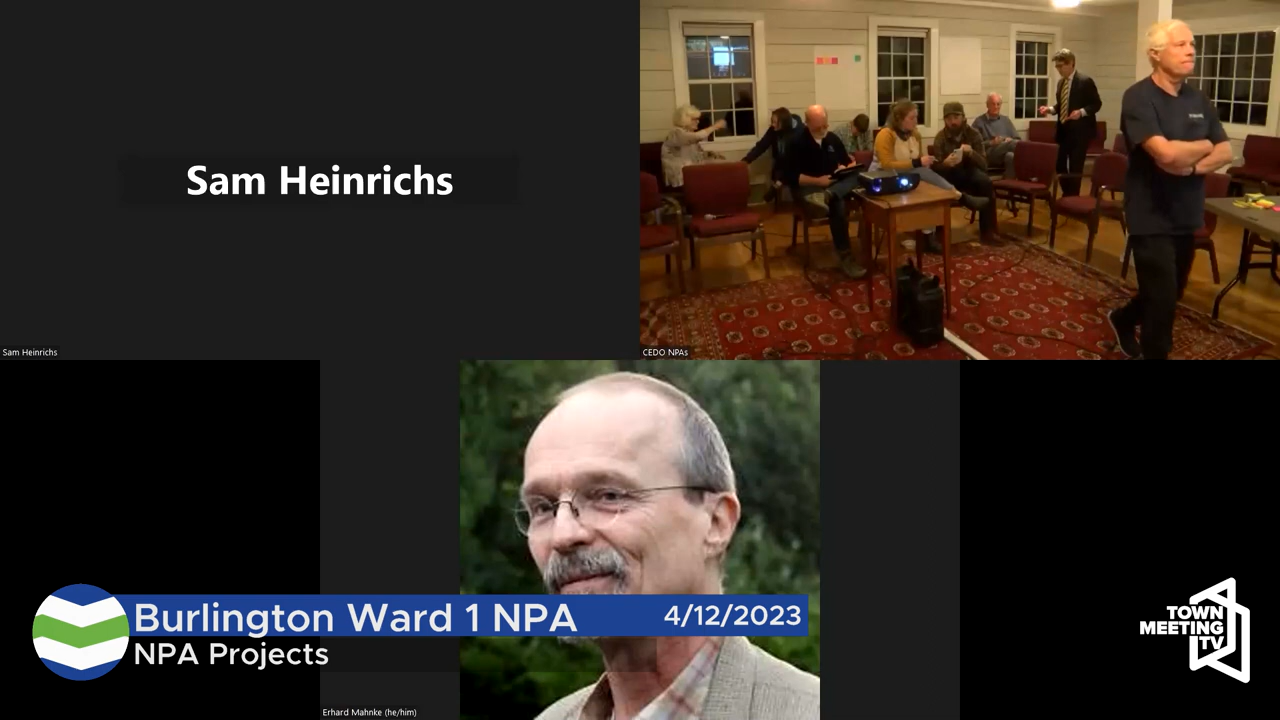 Sam Heinrichs
Sam Heinrichs
CEDO NPAs
Burlington Ward 1 NPA
4/12/2023
NPA Projects
TOWN
MEETING
TV
Erhard Mahnke (he/him)